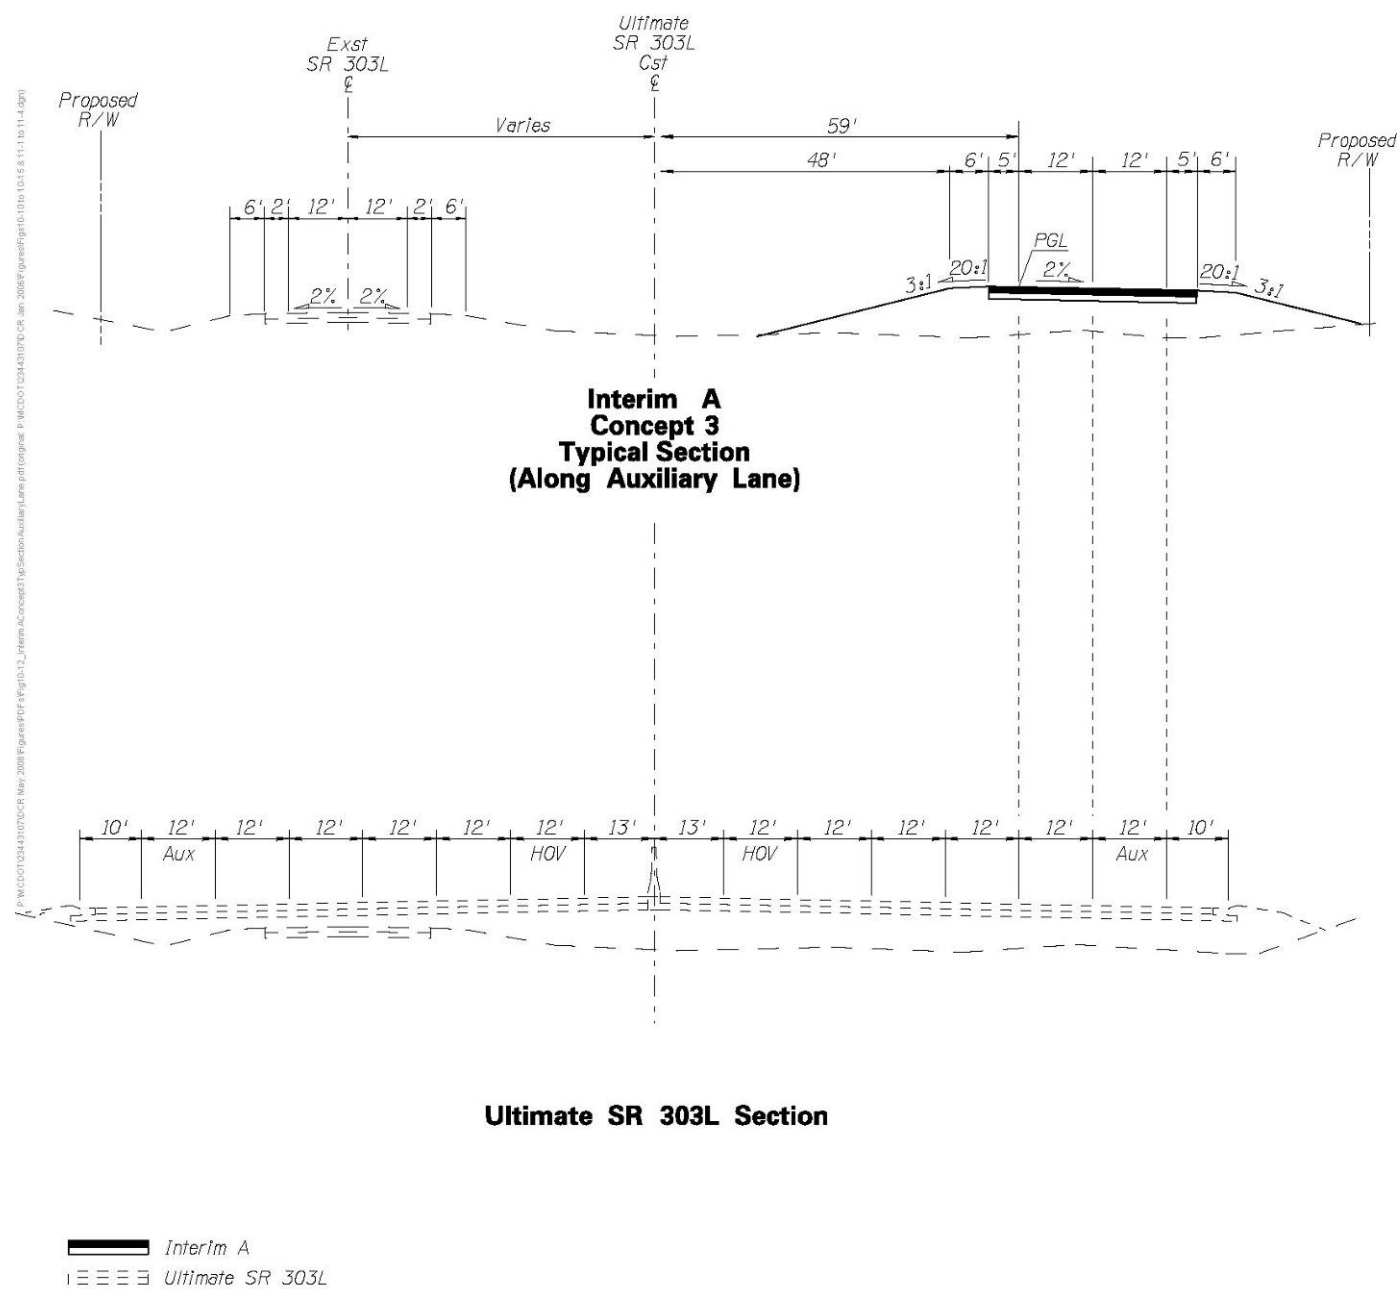 Ultimate
SR 303L
Cst
℄
Exst
SR 303L
℄
Proposed
R/W
Varies
59'
Proposed
R/W
48' 6' 5' 12' 12' 5' 6'
6' 2' 12' 12' 2' 6'
PGL
3:1 20:1 2% 20:1 3:1
2% 2%
Interim A
Concept 3
Typical Section
(Along Auxiliary Lane)
10' 12' 12' 12' 12' 12' 12' 13' 13' 12' 12' 12' 12' 12' 12' 10'
Aux HOV HOV Aux
Ultimate SR 303L Section
Interim A
Ultimate SR 303L